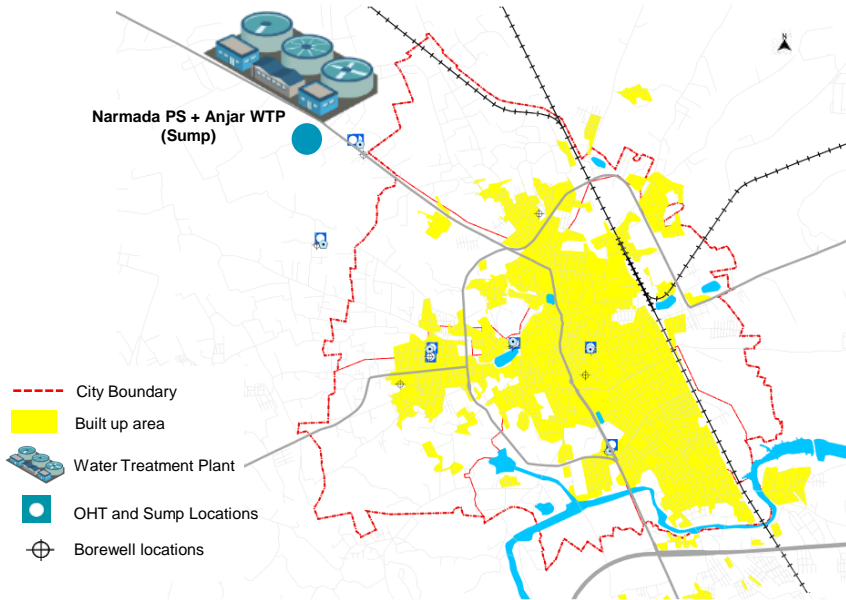 N
Narmada PS + Anjar WTP
(Sump)
City Boundary
Built up area
Water Treatment Plant
OHT and Sump Locations
Borewell locations